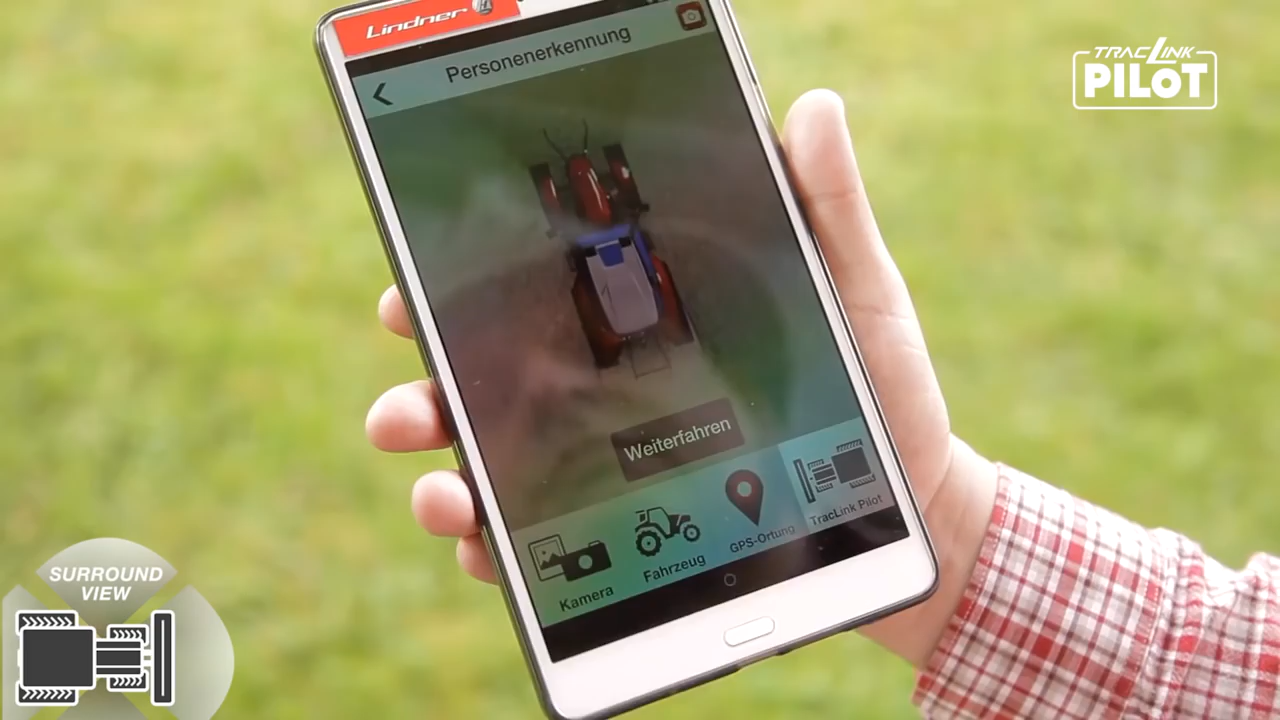 Lindner
Personenerkennung
TRACLINK
PILOT
Weiterfahren
Kamera
Fahrzeug
GPS-Ortung
TracLink Pilot
SURROUND
VIEW